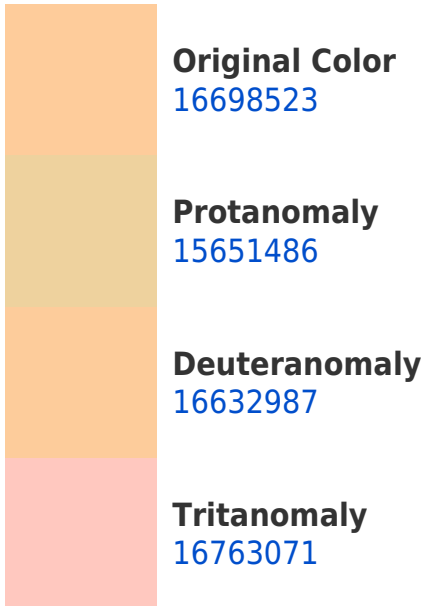 Original Color
16698523
Protanomaly
15651486
Deuteranomaly
16632987
Tritanomaly
16763071